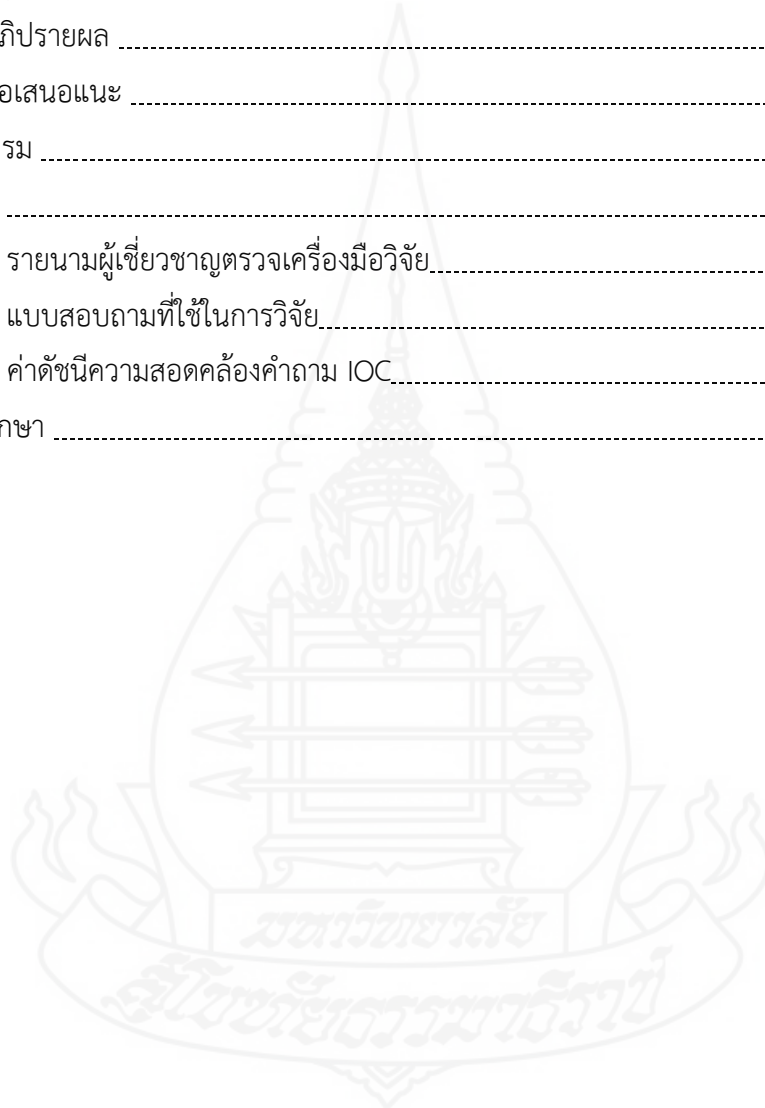 ภิปรายผล
อเสนอแนะ
รม
รายนามผู้เชี่ยวชาญตรวจเครื่องมือวิจัย
แบบสอบถามที่ใช้ในการวิจัย
ค่าดัชนีความสอดคล้องคำถาม IOC
กษา
มหาวิทยาลัย
สุโขทัยธรรมาธิราช